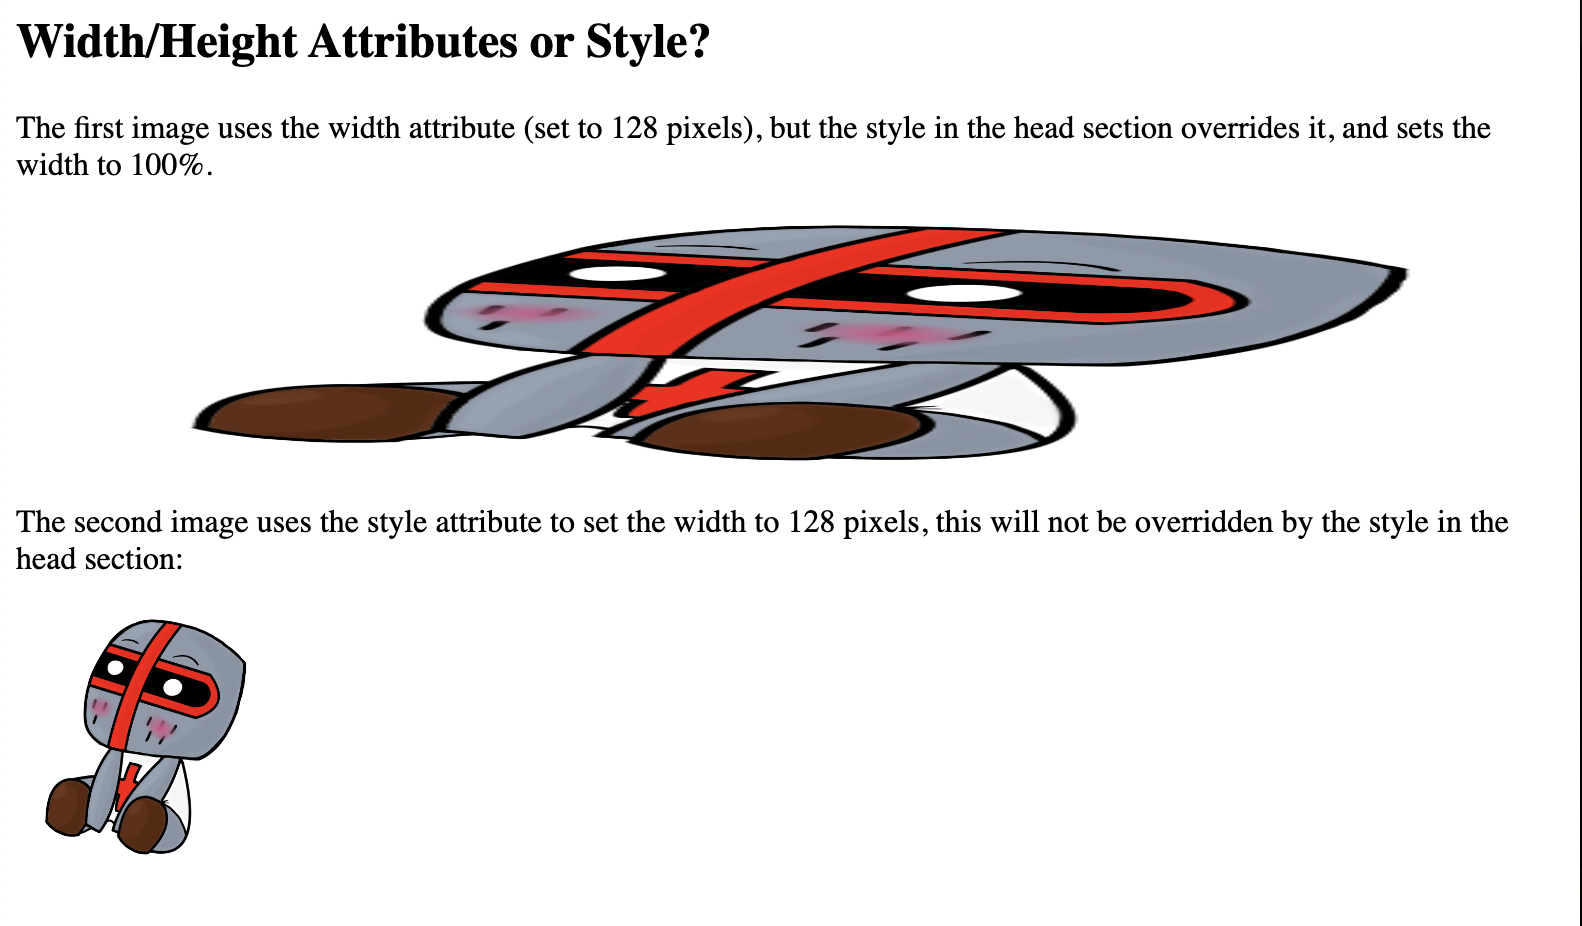 Width/Height Attributes or Style?
The first image uses the width attribute (set to 128 pixels), but the style in the head section overrides it, and sets the
width to 100%.
The second image uses the style attribute to set the width to 128 pixels, this will not be overridden by the style in the
head section: